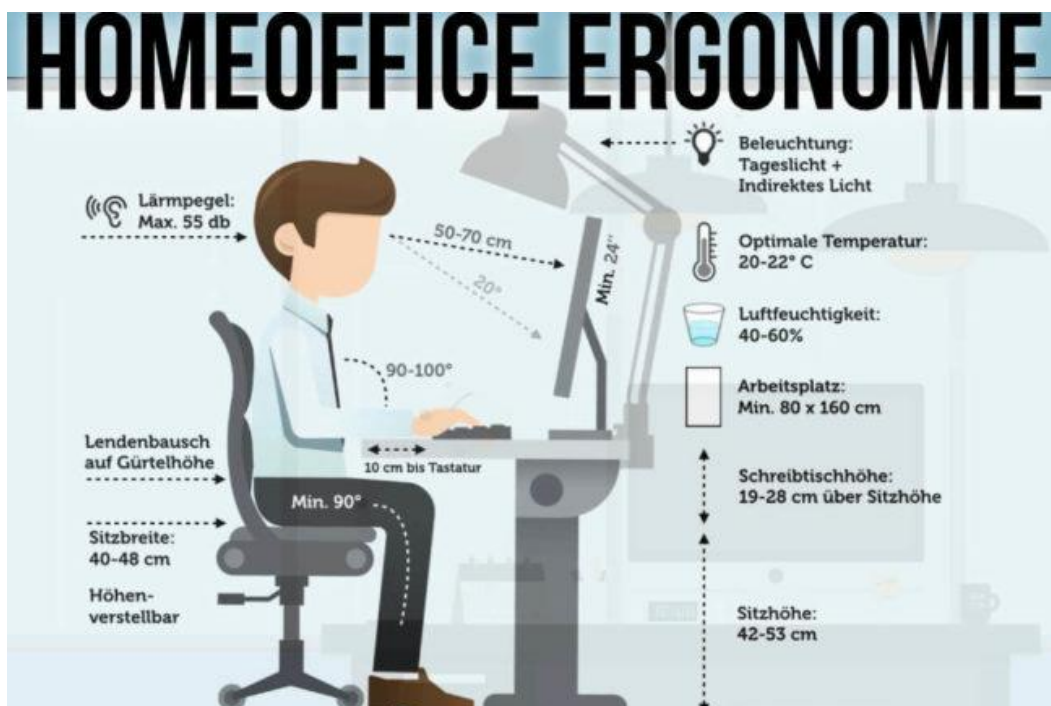 HOMEOFFICE ERGONOMIE
Lärmpegel:
Max. 55 db
50-70 cm
20°
Min. 24"
90-100°
10 cm bis Tastatur
Lendenbausch
auf Gürtelhöhe
Min. 90°
Sitzbreite:
40-48 cm
Höhen-
verstellbar
Beleuchtung:
Tageslicht +
Indirektes Licht
Optimale Temperatur:
20-22° C
Luftfeuchtigkeit:
40-60%
Arbeitsplatz:
Min. 80 x 160 cm
Schreibtischhöhe:
19-28 cm über Sitzhöhe
Sitzhöhe:
42-53 cm